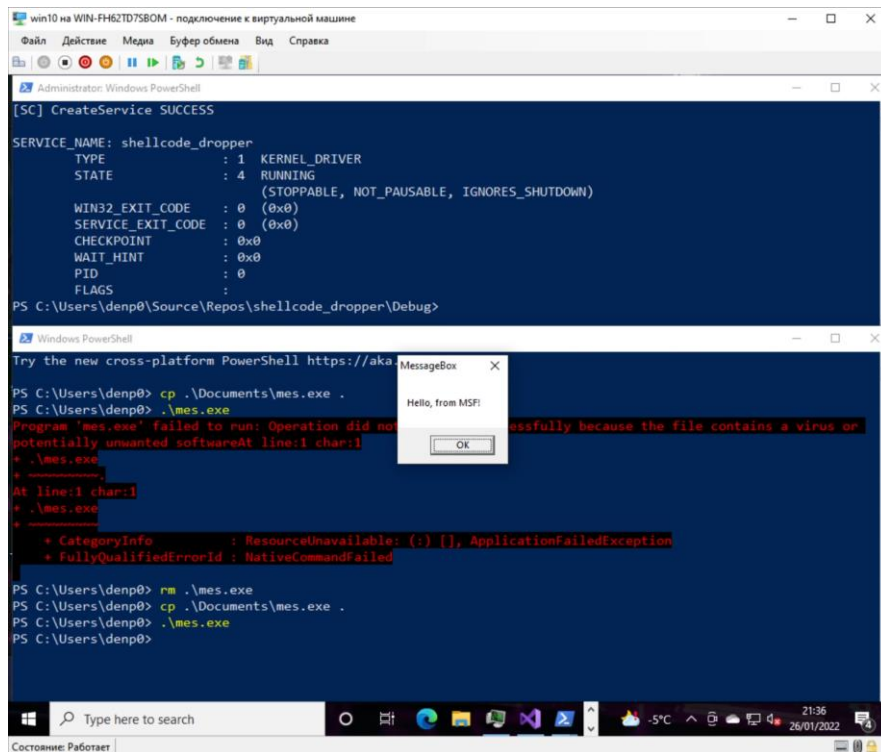 win10 на WIN-FH62TD7SBOM - подключение к виртуальной машине
Файл Действие Медиа Буфер обмена Вид Справка
Administrator: Windows PowerShell
[SC] CreateService SUCCESS
SERVICE_NAME: shellcode_dropper
TYPE : 1 KERNEL_DRIVER
STATE : 4 RUNNING
(STOPPABLE, NOT_PAUSABLE, IGNORES_SHUTDOWN)
WIN32_EXIT_CODE : 0 (0x0)
SERVICE_EXIT_CODE : 0 (0x0)
CHECKPOINT : 0x0
WAIT_HINT : 0x0
PID : 0
FLAGS :
PS C:\Users\denp0\Source\Repos\shellcode_dropper\Debug>
Windows PowerShell
Try the new cross-platform PowerShell https://aka.
MessageBox
Hello, from MSF!
OK
PS C:\Users\denp0> cp .\Documents\mes.exe .
PS C:\Users\denp0> .\mes.exe
Program 'mes.exe' failed to run: Operation did not essfully because the file contains a virus or
potentially unwanted softwareAt line:1 char:1
+ .\mes.exe
+ ~~~~~~~~~.
At line:1 char:1
+ .\mes.exe
+ ~~~~~~~~~
+ CategoryInfo : ResourceUnavailable: (:) [], ApplicationFailedException
+ FullyQualifiedErrorId : NativeCommandFailed
PS C:\Users\denp0> rm .\mes.exe
PS C:\Users\denp0> cp .\Documents\mes.exe .
PS C:\Users\denp0> .\mes.exe
PS C:\Users\denp0>
Type here to search
-5°C
21:36
26/01/2022
4
Состояние: Работает